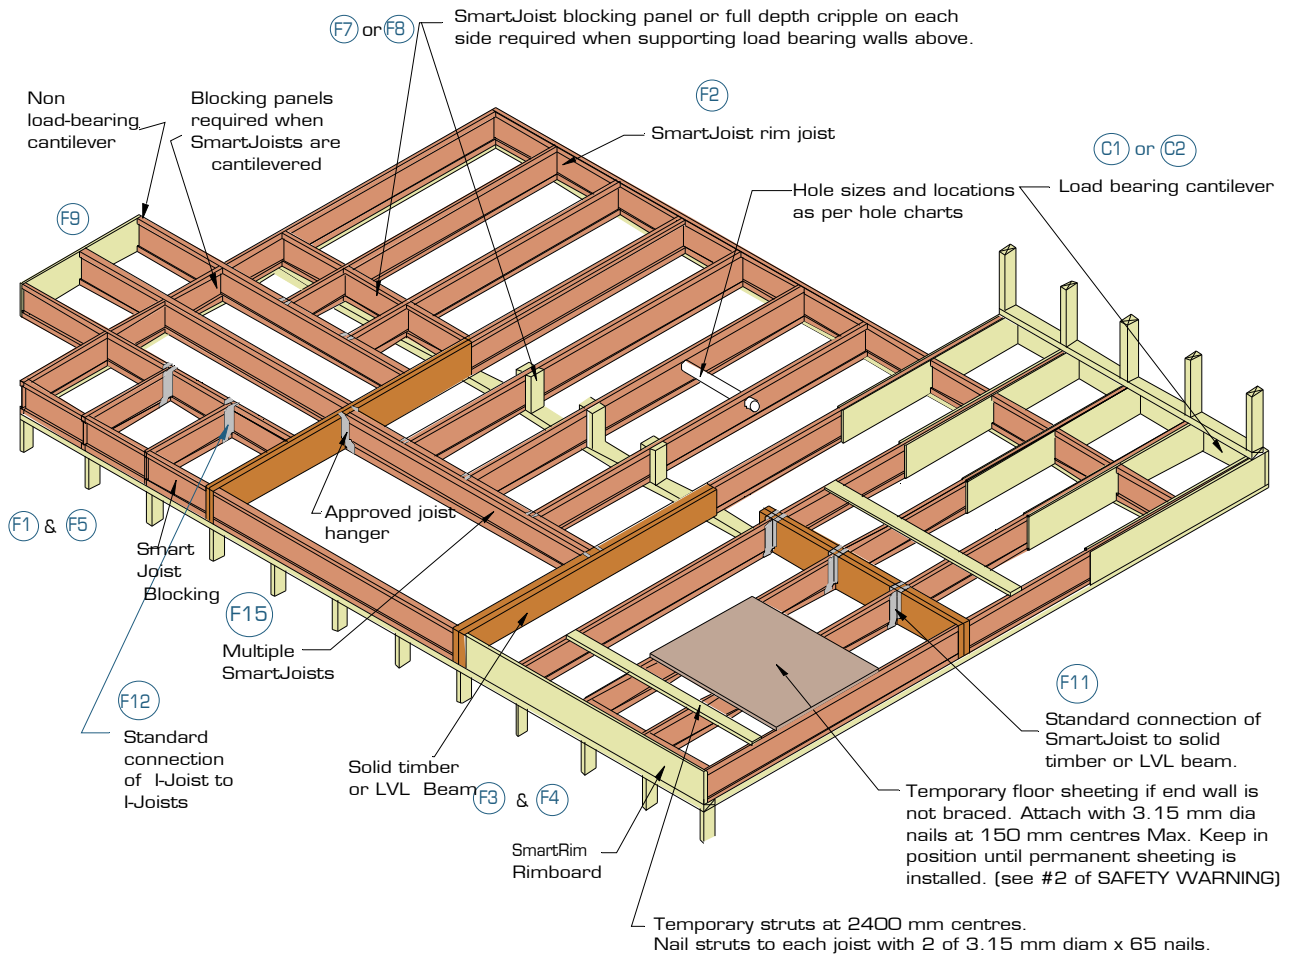 F7 or F8
SmartJoist blocking panel or full depth cripple on each
side required when supporting load bearing walls above.
Non
load-bearing
cantilever
Blocking panels
required when
SmartJoists are
cantilevered
F2
SmartJoist rim joist
C1 or C2
Hole sizes and locations
as per hole charts
Load bearing cantilever
F9
F1 & F5
Smart
Joist
Blocking
Approved joist
hanger
F15
Multiple
SmartJoists
F12
Standard
connection
of I-Joist to
I-Joists
Solid timber
or LVL Beam
F3 & F4
SmartRim
Rimboard
F11
Standard connection of
SmartJoist to solid
timber or LVL beam.
Temporary floor sheeting if end wall is
not braced. Attach with 3.15 mm dia
nails at 150 mm centres Max. Keep in
position until permanent sheeting is
installed. (see #2 of SAFETY WARNING)
Temporary struts at 2400 mm centres.
Nail struts to each joist with 2 of 3.15 mm diam x 65 nails.